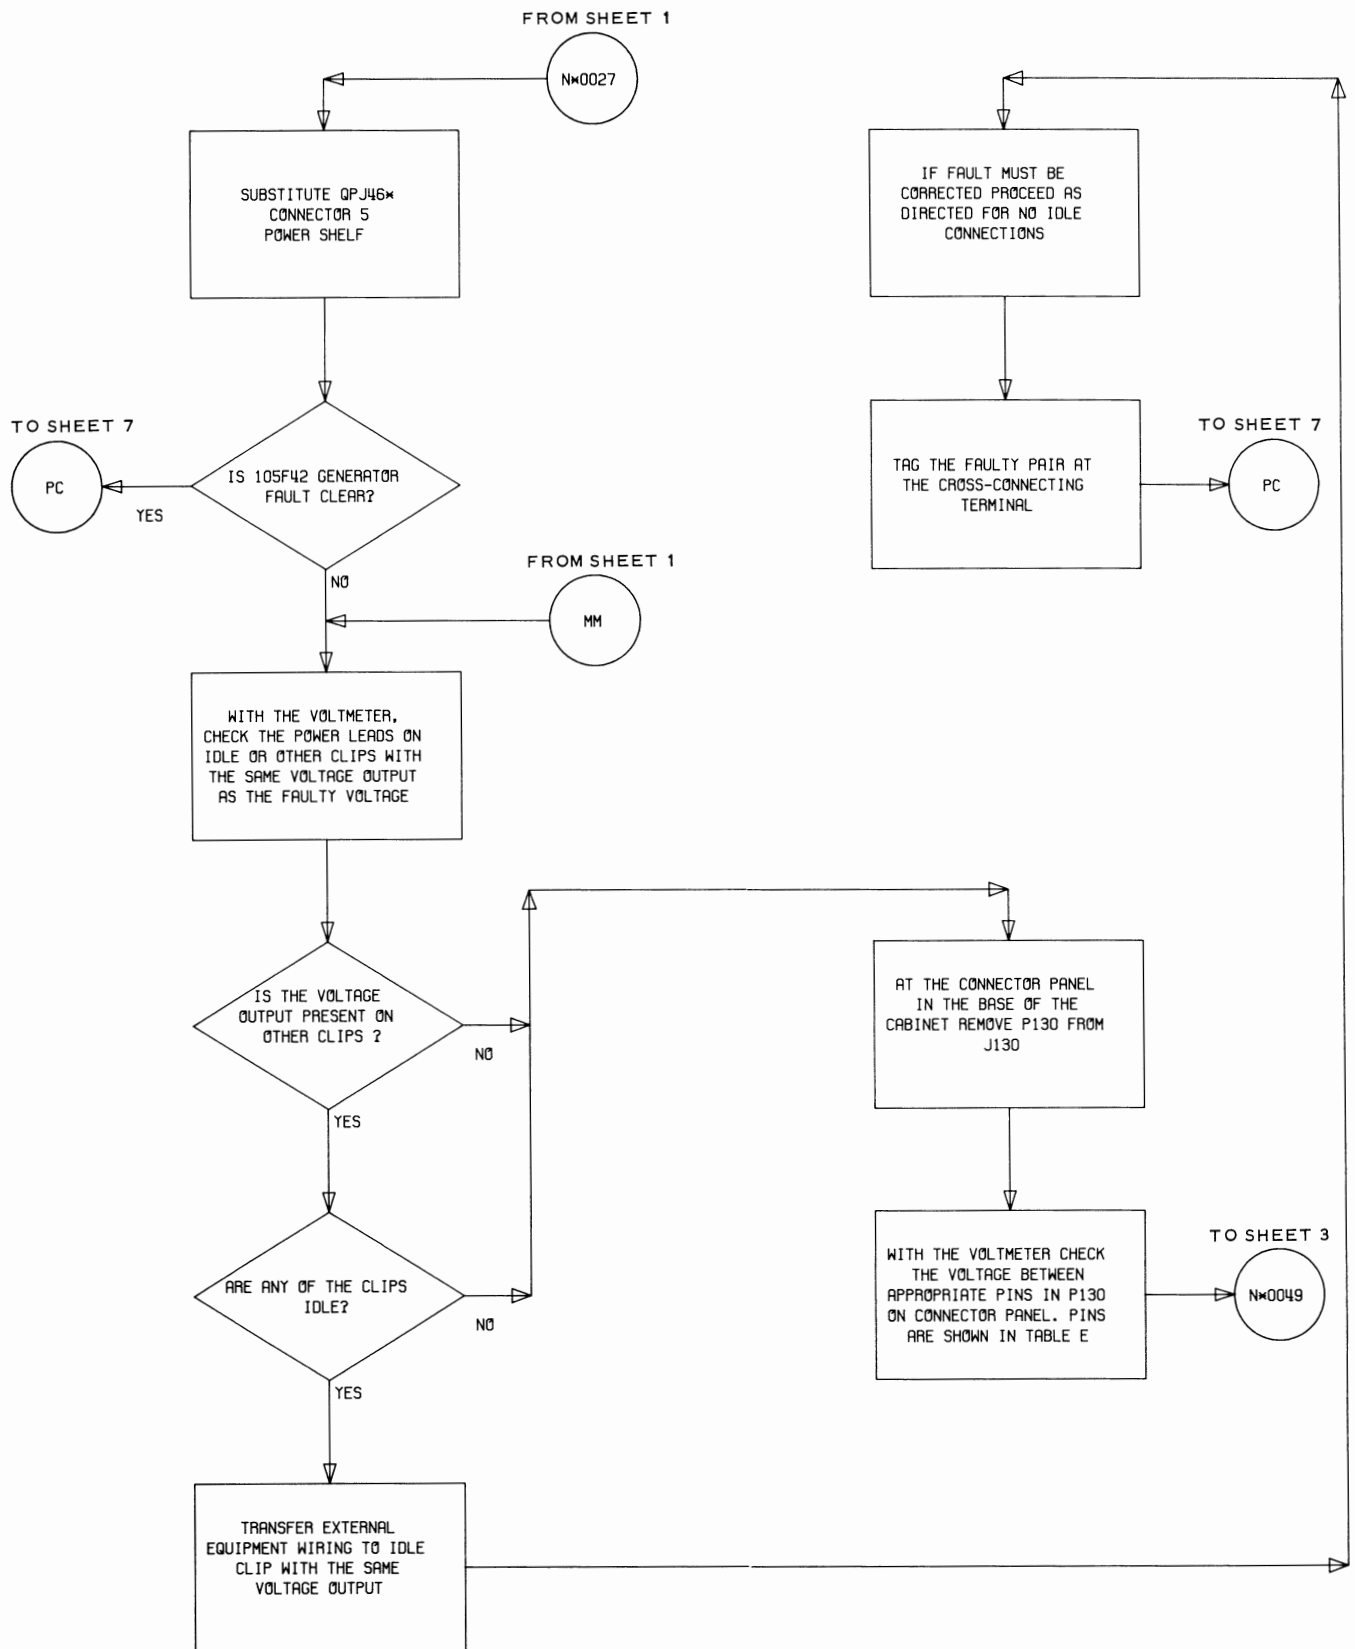 FROM SHEET 1
N*0027
SUBSTITUTE QPJ46*
CONNECTOR 5
POWER SHELF
TO SHEET 7
PC
YES
IS 105F42 GENERATOR
FAULT CLEAR?
NO
FROM SHEET 1
MM
WITH THE VOLTMETER,
CHECK THE POWER LEADS ON
IDLE OR OTHER CLIPS WITH
THE SAME VOLTAGE OUTPUT
AS THE FAULTY VOLTAGE
IS THE VOLTAGE
OUTPUT PRESENT ON
OTHER CLIPS ?
NO
YES
ARE ANY OF THE CLIPS
IDLE?
NO
YES
TRANSFER EXTERNAL
EQUIPMENT WIRING TO IDLE
CLIP WITH THE SAME
VOLTAGE OUTPUT
IF FAULT MUST BE
CORRECTED PROCEED AS
DIRECTED FOR NO IDLE
CONNECTIONS
TAG THE FAULTY PAIR AT
THE CROSS-CONNECTING
TERMINAL
TO SHEET 7
PC
AT THE CONNECTOR PANEL
IN THE BASE OF THE
CABINET REMOVE P130 FROM
J130
WITH THE VOLTMETER CHECK
THE VOLTAGE BETWEEN
APPROPRIATE PINS IN P130
ON CONNECTOR PANEL. PINS
ARE SHOWN IN TABLE E
TO SHEET 3
N*0049